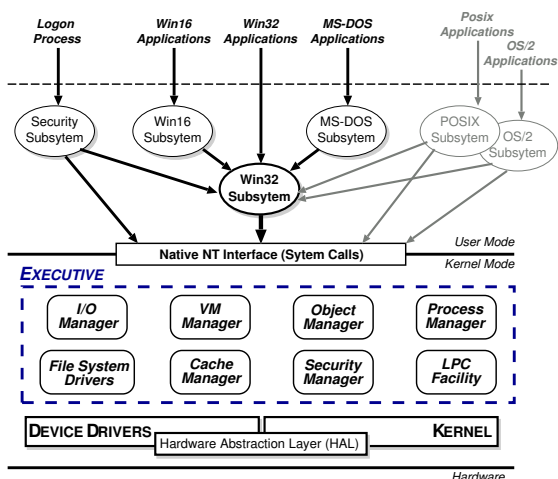 Logon
Process
Win16
Applications
Win32
Applications
MS-DOS
Applications
Posix
Applications
OS/2
Applications
Security
Subsytem
Win16
Subsytem
MS-DOS
Subsytem
POSIX
Subsytem
OS/2
Subsytem
Win32
Subsytem
Native NT Interface (Sytem Calls)
User Mode
Kernel Mode
EXECUTIVE
I/O
Manager
VM
Manager
Object
Manager
Process
Manager
File System
Drivers
Cache
Manager
Security
Manager
LPC
Facility
DEVICE DRIVERS
KERNEL
Hardware Abstraction Layer (HAL)
Hardware